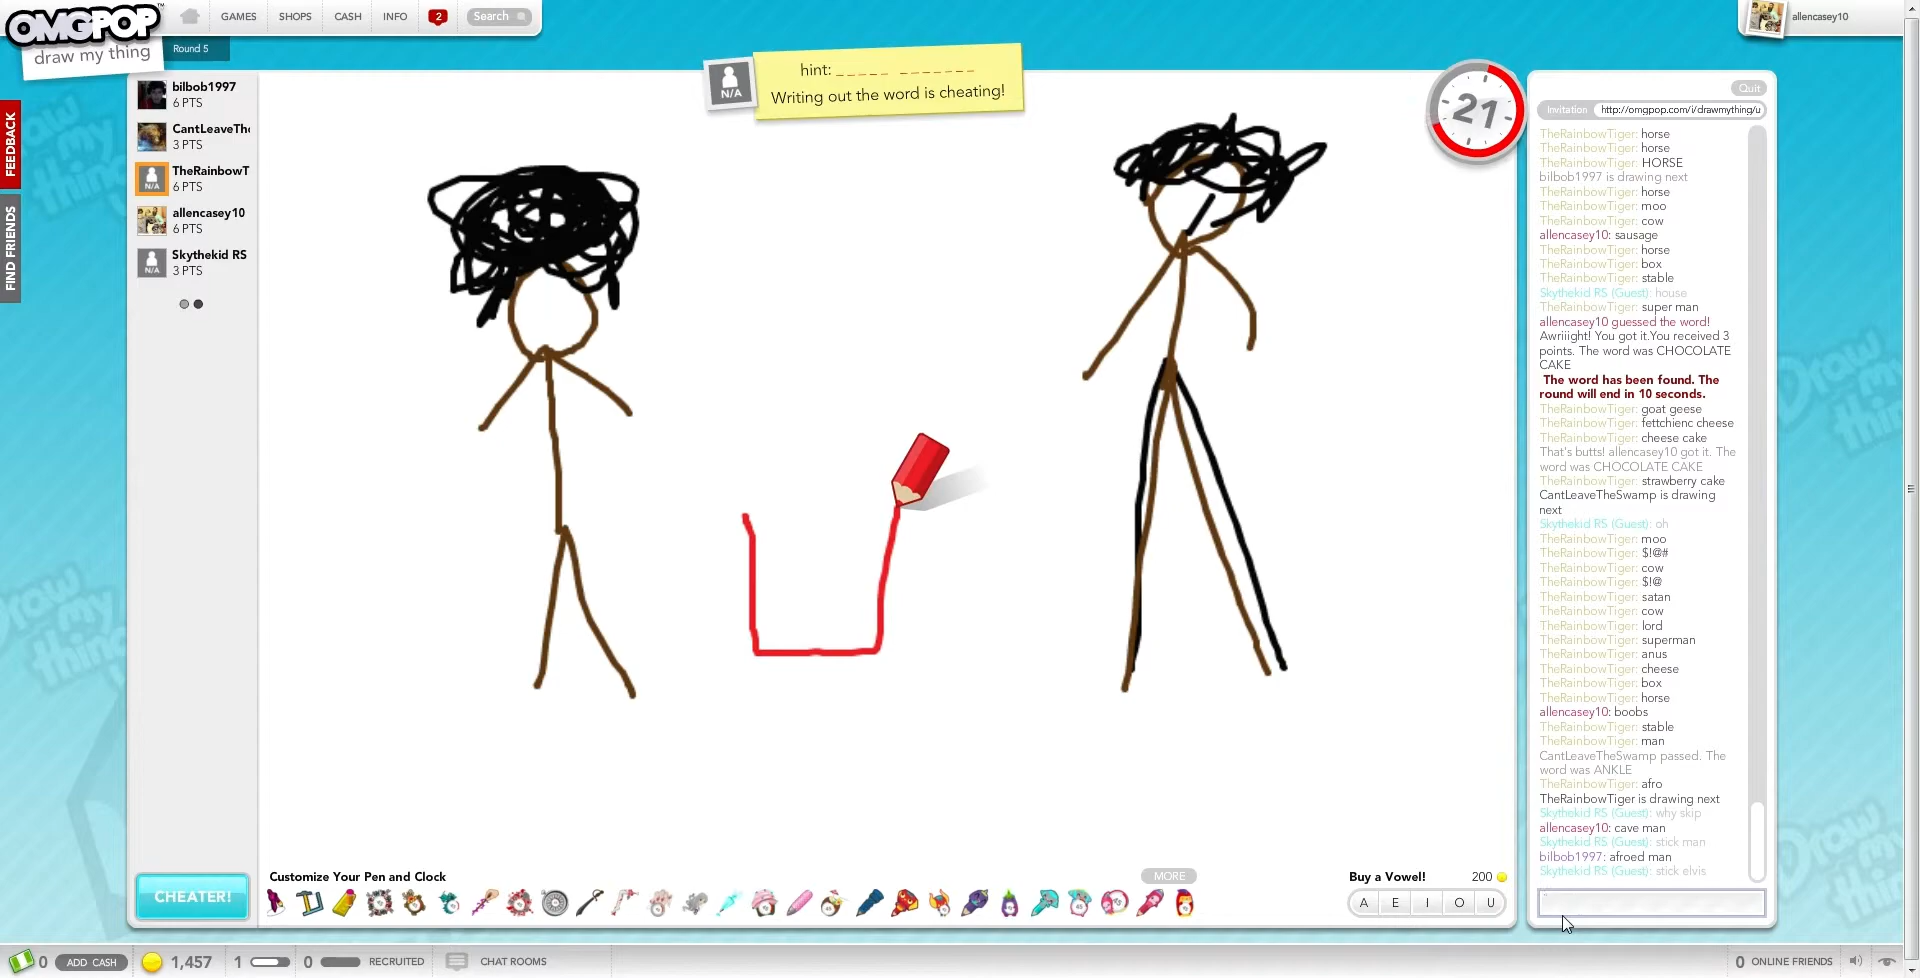 OMGPOP™
draw my thing
GAMES
SHOPS
CASH
INFO
2
Search
allencasey10
Round 5
FEEDBACK
FIND FRIENDS
bilbob1997
6 PTS
CantLeaveThe
3 PTS
N/A
TheRainbowT
6 PTS
allencasey10
6 PTS
N/A
Skythekid RS
3 PTS
CHEATER!
N/A
hint: _ _ _ _ _ _ _ _ _ _ _ _
Writing out the word is cheating!
21
Customize Your Pen and Clock
MORE
Buy a Vowel!
200
A E I O U
Quit
Invitation http://omgpop.com/i/drawmything/u
TheRainbowTiger: horse
TheRainbowTiger: horse
TheRainbowTiger: HORSE
bilbob1997 is drawing next
TheRainbowTiger: horse
TheRainbowTiger: moo
TheRainbowTiger: cow
allencasey10: sausage
TheRainbowTiger: horse
TheRainbowTiger: box
TheRainbowTiger: stable
Skythekid RS (Guest): house
TheRainbowTiger: super man
allencasey10 guessed the word!
Awriiight! You got it.You received 3
points. The word was CHOCOLATE
CAKE
The word has been found. The
round will end in 10 seconds.
TheRainbowTiger: goat geese
TheRainbowTiger: fettchienc cheese
TheRainbowTiger: cheese cake
That's butts! allencasey10 got it. The
word was CHOCOLATE CAKE
TheRainbowTiger: strawberry cake
CantLeaveTheSwamp is drawing
next
Skythekid RS (Guest): oh
TheRainbowTiger: moo
TheRainbowTiger: $!@#
TheRainbowTiger: cow
TheRainbowTiger: $!@
TheRainbowTiger: satan
TheRainbowTiger: cow
TheRainbowTiger: lord
TheRainbowTiger: superman
TheRainbowTiger: anus
TheRainbowTiger: cheese
TheRainbowTiger: box
TheRainbowTiger: horse
allencasey10: boobs
TheRainbowTiger: stable
TheRainbowTiger: man
CantLeaveTheSwamp passed. The
word was ANKLE
TheRainbowTiger: afro
TheRainbowTiger is drawing next
Skythekid RS (Guest): why skip
allencasey10: cave man
Skythekid RS (Guest): stick man
bilbob1997: afroed man
Skythekid RS (Guest): stick elvis
0
ADD CASH
1,457
1
0
RECRUITED
CHAT ROOMS
0 ONLINE FRIENDS